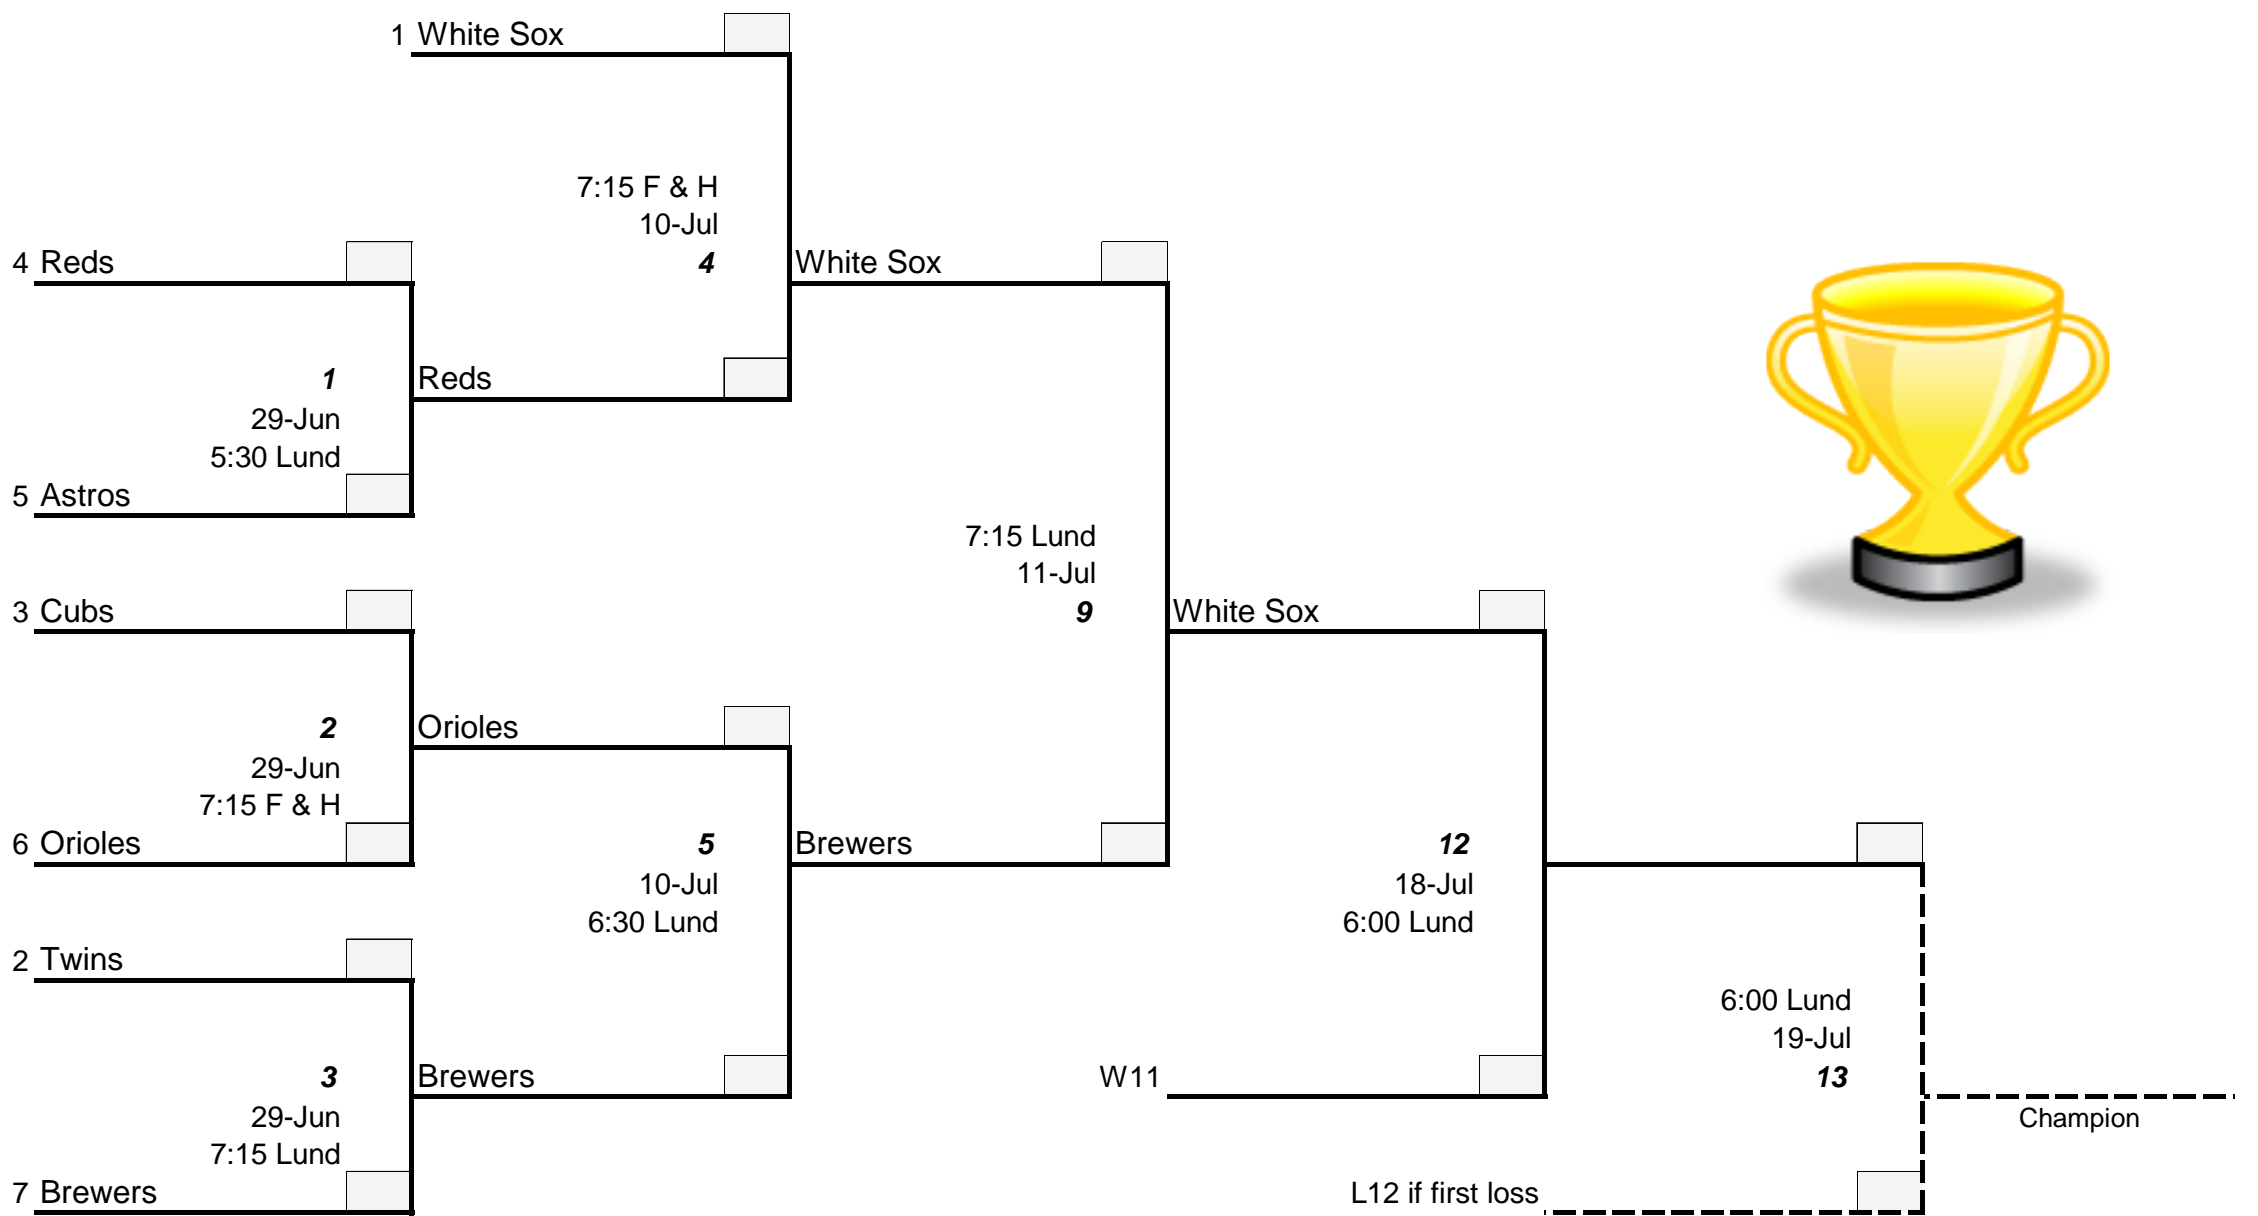 1 White Sox
7:15 F & H
10-Jul
4 Reds
4
White Sox
1
Reds
29-Jun
5:30 Lund
5 Astros
7:15 Lund
11-Jul
3 Cubs
9
White Sox
2
Orioles
29-Jun
7:15 F & H
6 Orioles
5
Brewers
12
10-Jul
18-Jul
6:30 Lund
6:00 Lund
2 Twins
6:00 Lund
19-Jul
3
Brewers
W11
13
29-Jun
Champion
7:15 Lund
7 Brewers
L12 if first loss